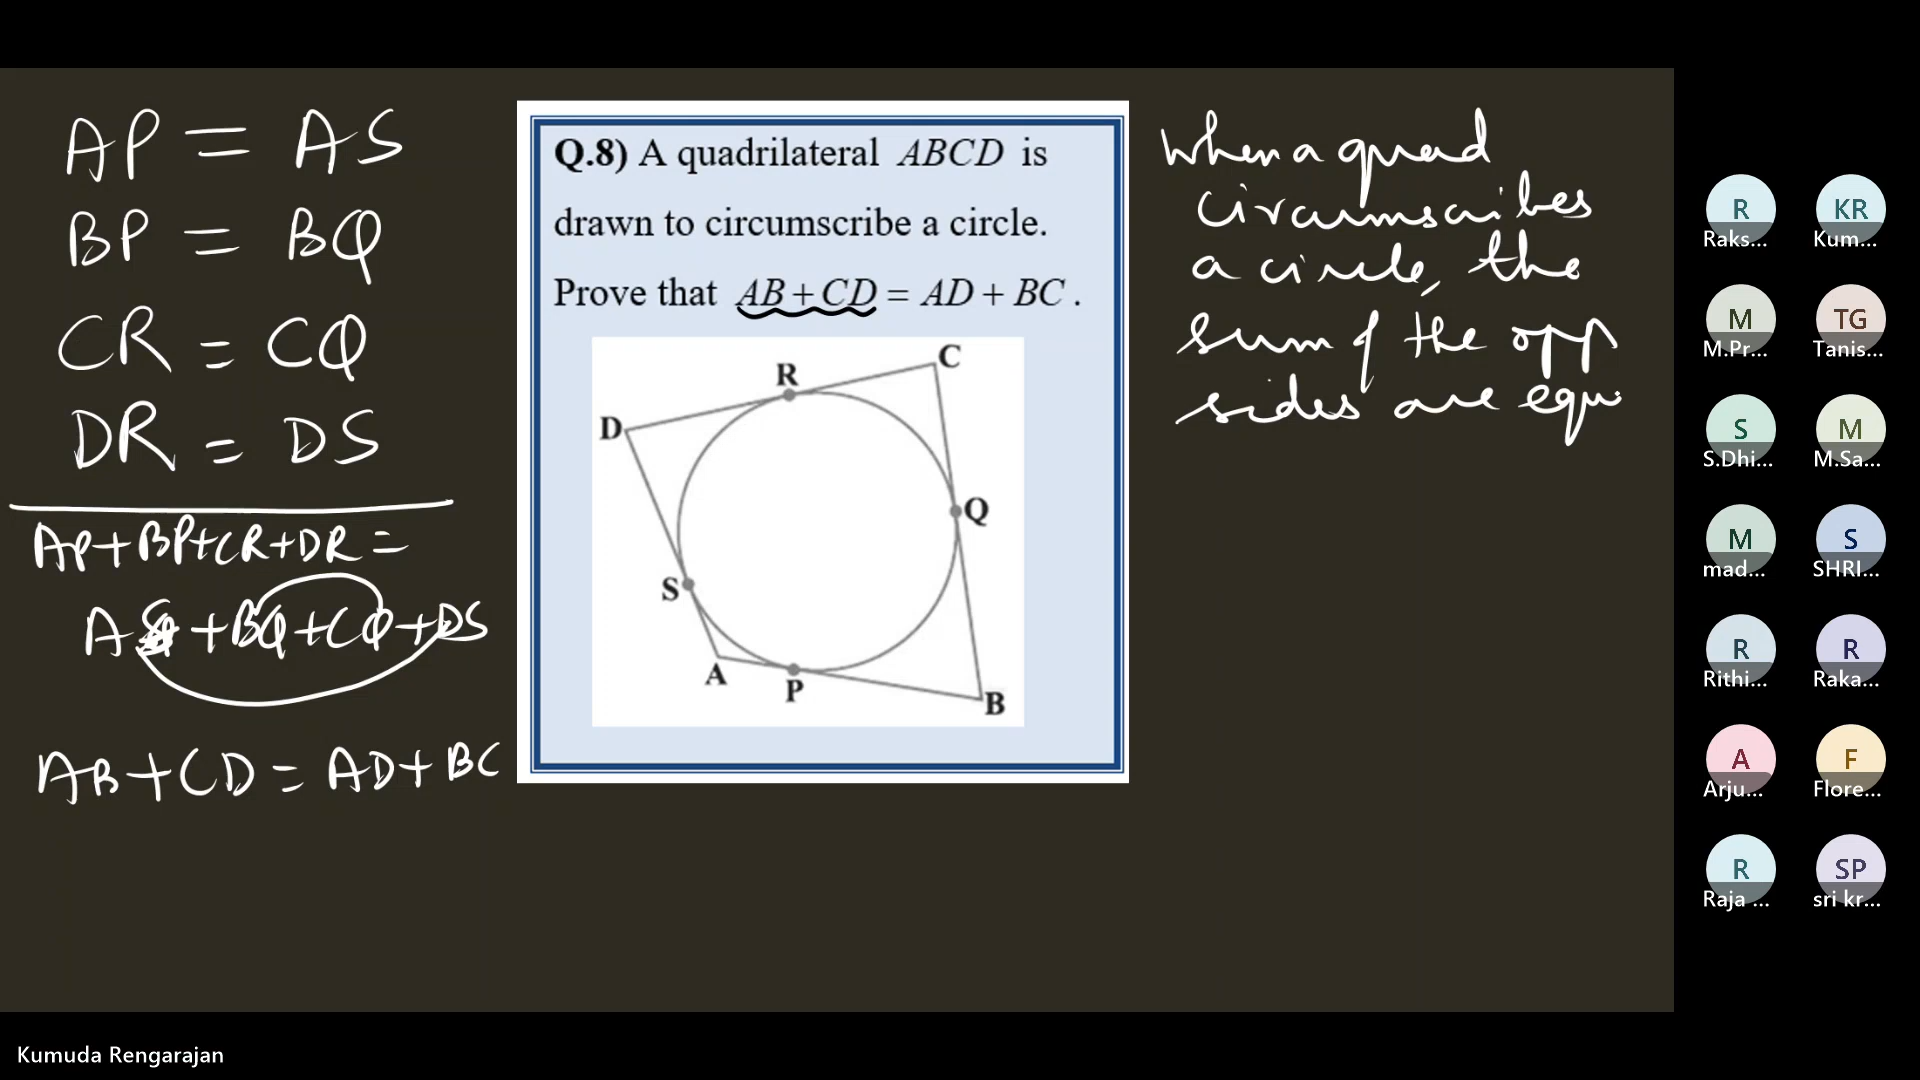 AP = AS
BP = BQ
CR = CQ
DR = DS
AP+BP+CR+DR =
AS+BQ+CQ+DS
AB+CD = AD+BC
Q.8) A quadrilateral ABCD is
drawn to circumscribe a circle.
Prove that AB+CD = AD+BC.
C
R
D
Q
S
A
P
B
When a quad
circumscribes
a circle, the
sum of the opp
sides are equ
R KR
Raks... Kum...
M TG
M.Pr... Tanis...
S M
S.Dhi... M.Sa...
M S
mad... SHRI...
R R
Rithi... Raka...
A F
Arju... Flore...
R SP
Raja ... sri kr...
Kumuda Rengarajan